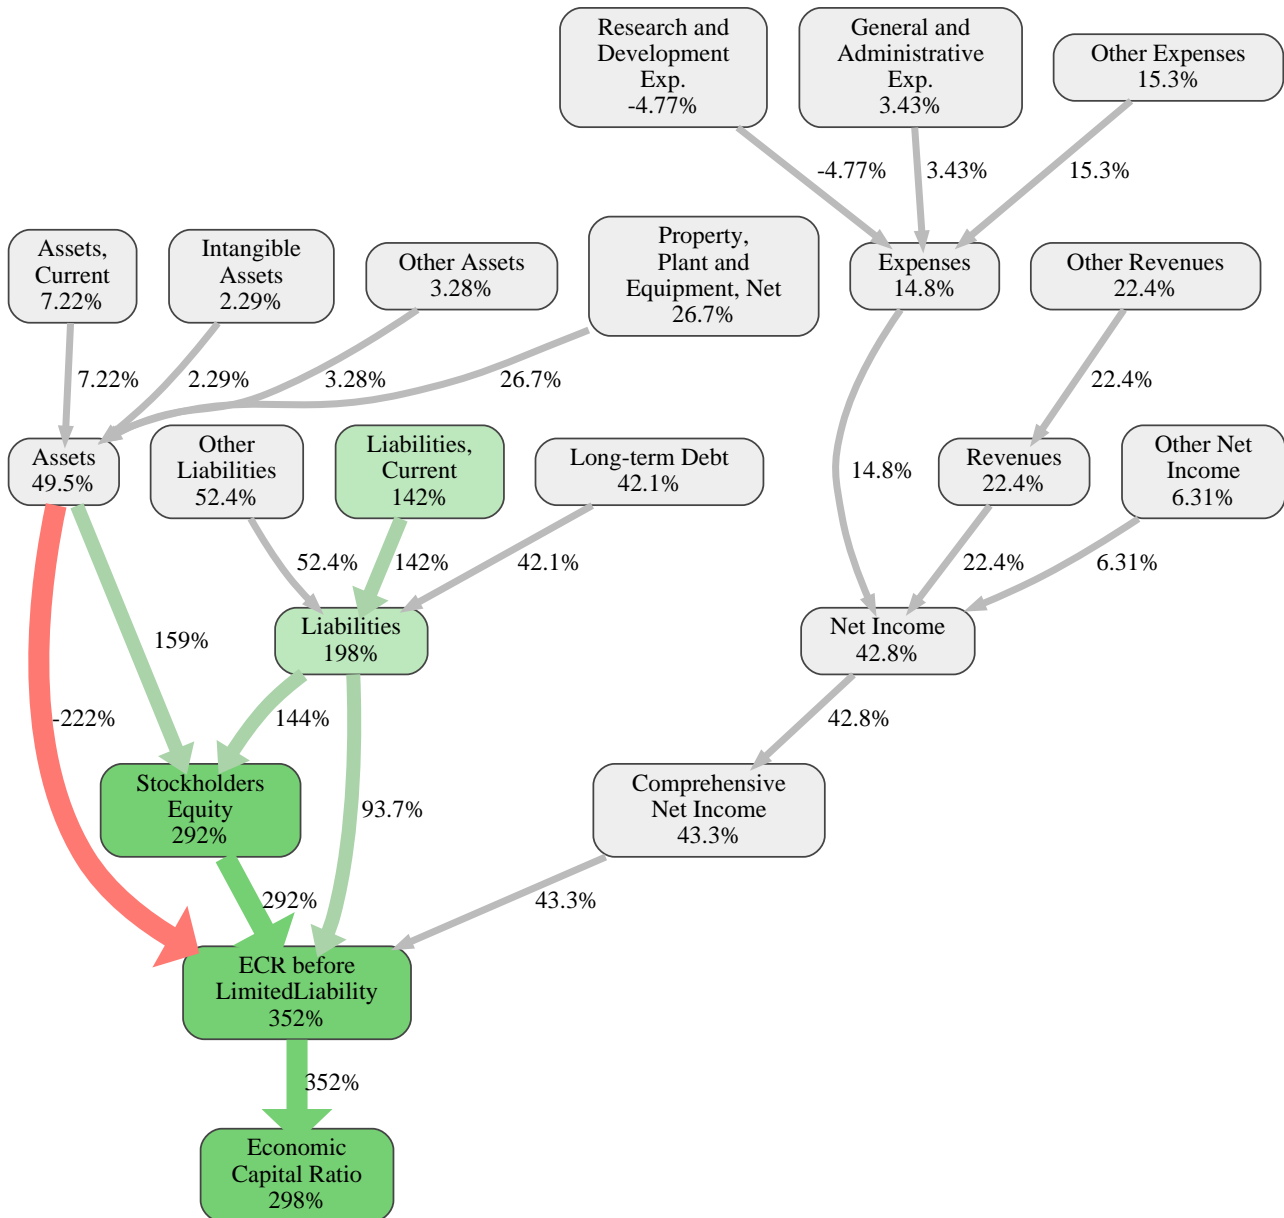 Research and
Development
Exp.
-4.77%
General and
Administrative
Exp.
3.43%
Other Expenses
15.3%
-4.77%
3.43%
15.3%
Assets,
Current
7.22%
Intangible
Assets
2.29%
Other Assets
3.28%
Property,
Plant and
Equipment, Net
26.7%
Expenses
14.8%
Other Revenues
22.4%
7.22%
2.29%
3.28%
26.7%
22.4%
Assets
49.5%
Other
Liabilities
52.4%
Liabilities,
Current
142%
Long-term Debt
42.1%
14.8%
Revenues
22.4%
Other Net
Income
6.31%
52.4%
142%
42.1%
22.4%
6.31%
159%
Liabilities
198%
Net Income
42.8%
-222%
144%
42.8%
Stockholders
Equity
292%
93.7%
Comprehensive
Net Income
43.3%
292%
43.3%
ECR before
LimitedLiability
352%
352%
Economic
Capital Ratio
298%